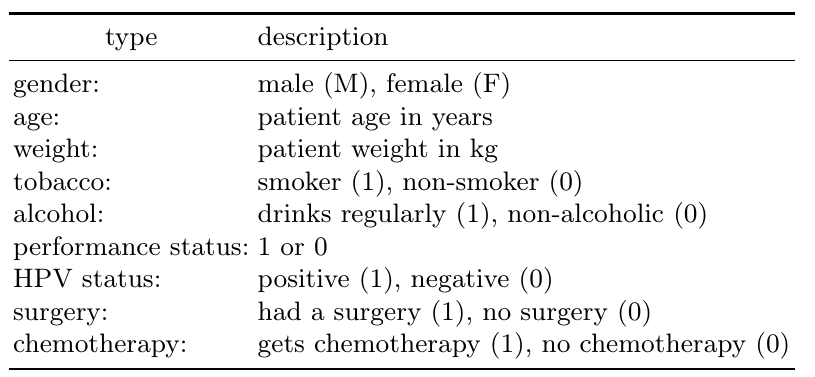 type description
gender: male (M), female (F)
age: patient age in years
weight: patient weight in kg
tobacco: smoker (1), non-smoker (0)
alcohol: drinks regularly (1), non-alcoholic (0)
performance status: 1 or 0
HPV status: positive (1), negative (0)
surgery: had a surgery (1), no surgery (0)
chemotherapy: gets chemotherapy (1), no chemotherapy (0)